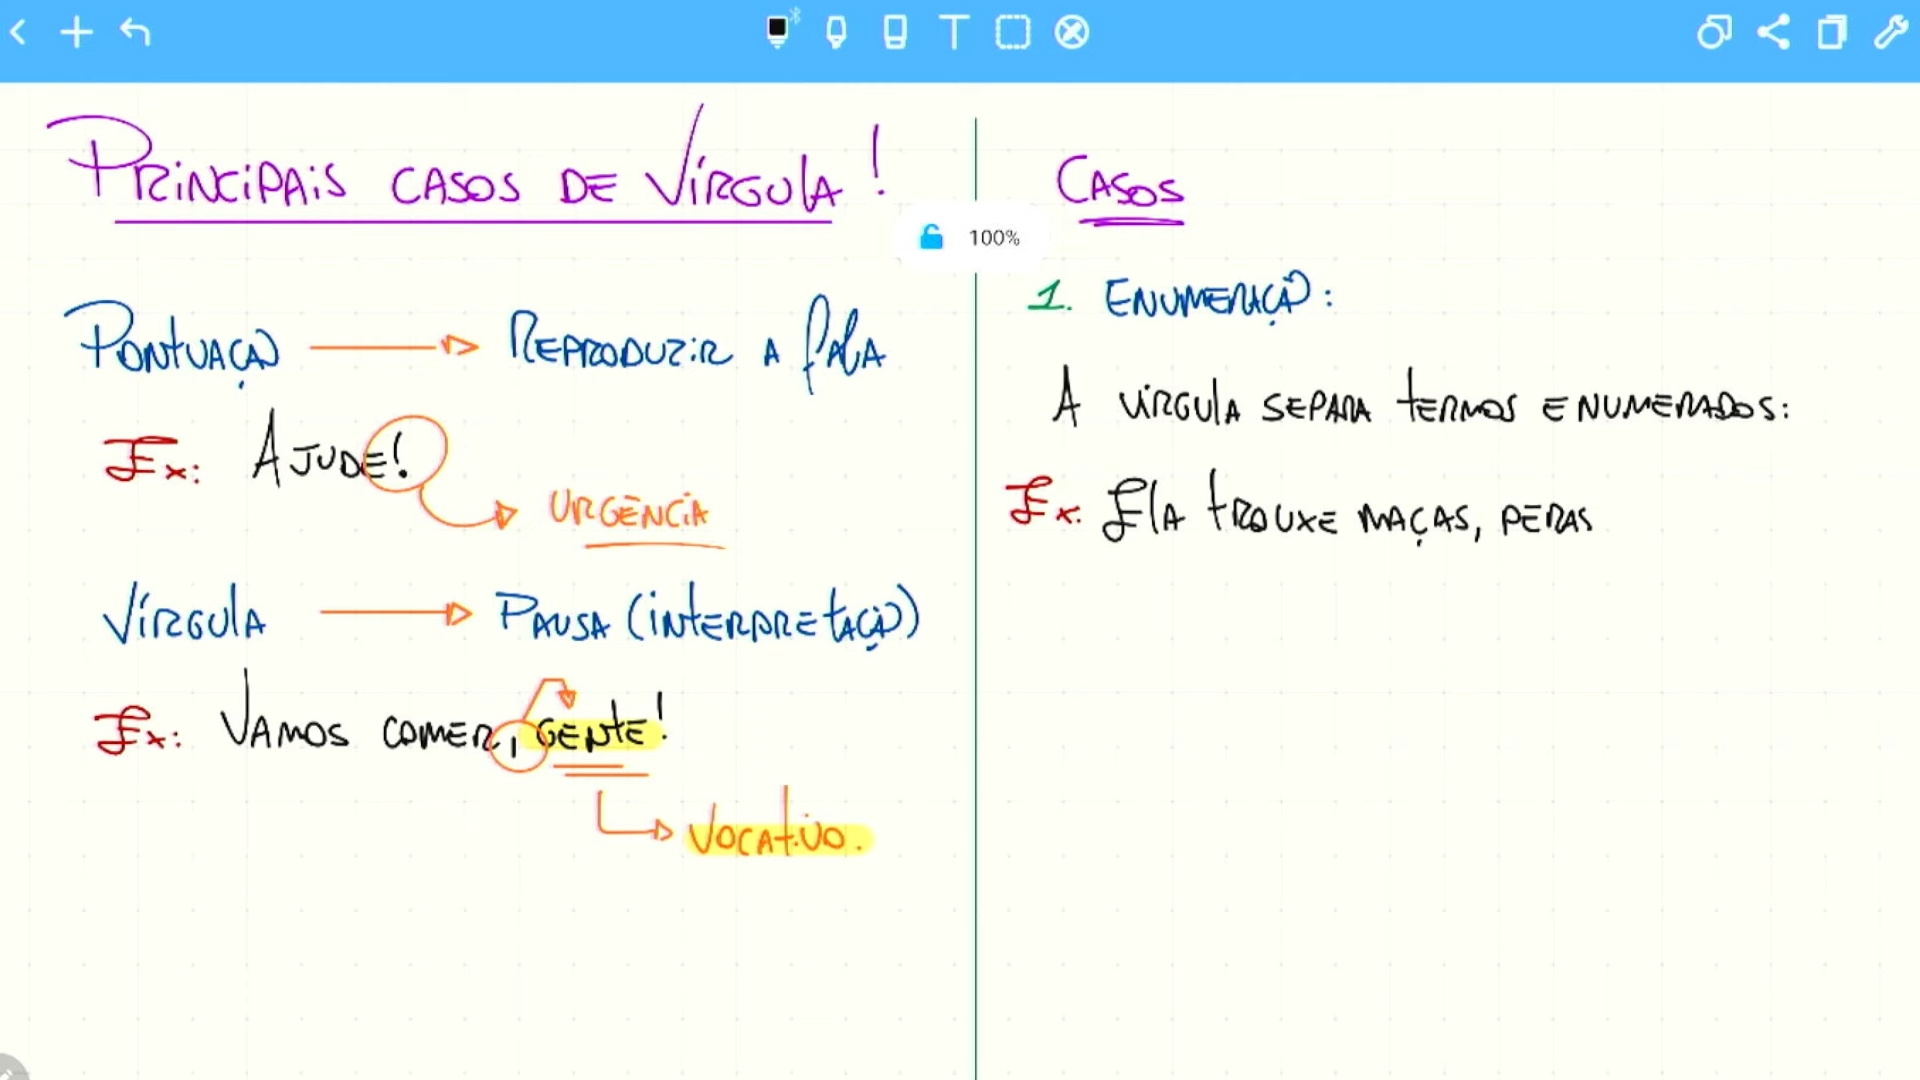 PRINCIPAIS CASOS DE VÍRGULA!
PONTUAÇÃO → REPRODUZIR A FALA
Ex: AJUDE!
URGÊNCIA
VÍRGULA → PAUSA (INTERPRETAÇÃO)
Ex: VAMOS COMER, GENTE!
VOCATIVO.
CASOS
100%
1. ENUMERAÇÃO:
A VÍRGULA SEPARA TERMOS ENUMERADOS:
Ex: ELA TROUXE MAÇAS, PERAS